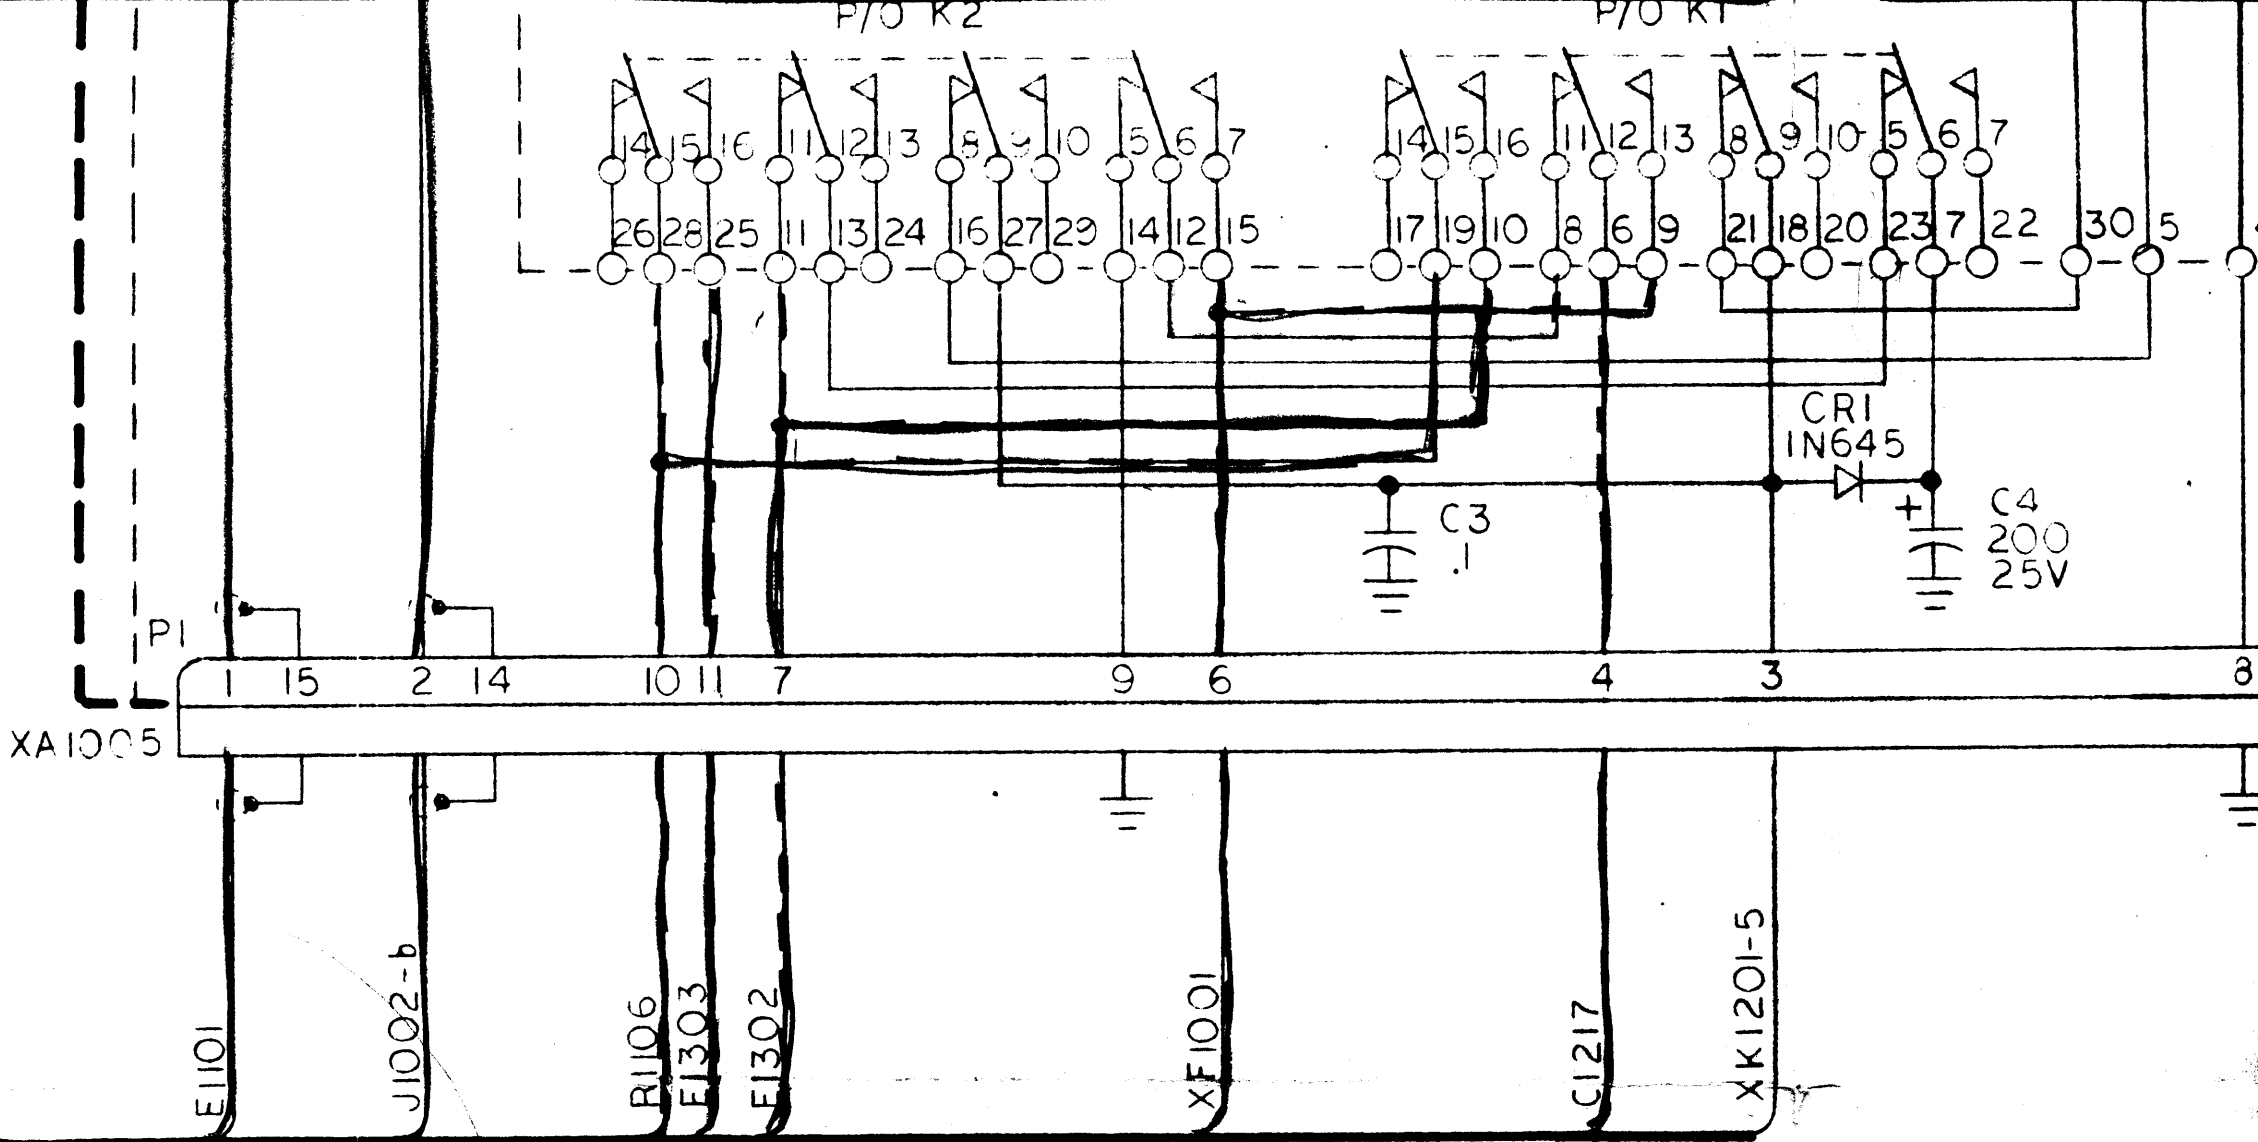 P/O K2 P/O K1
14 15 16 11 12 13 8 9 10 5 6 7 14 15 16 11 12 13 8 9 10 5 6 7
26 28 25 11 13 24 16 27 29 14 12 15 17 19 10 8 6 9 21 18 20 23 7 22 30 5
CR1
1N645
C3
.1
+
C4
200
25V
P1
1 15 2 14 10 11 7 9 6 4 3 8
XA1005
E1101
J1002-b
R1106
E1303
E1302
XF1001
C1217
XK1201-5